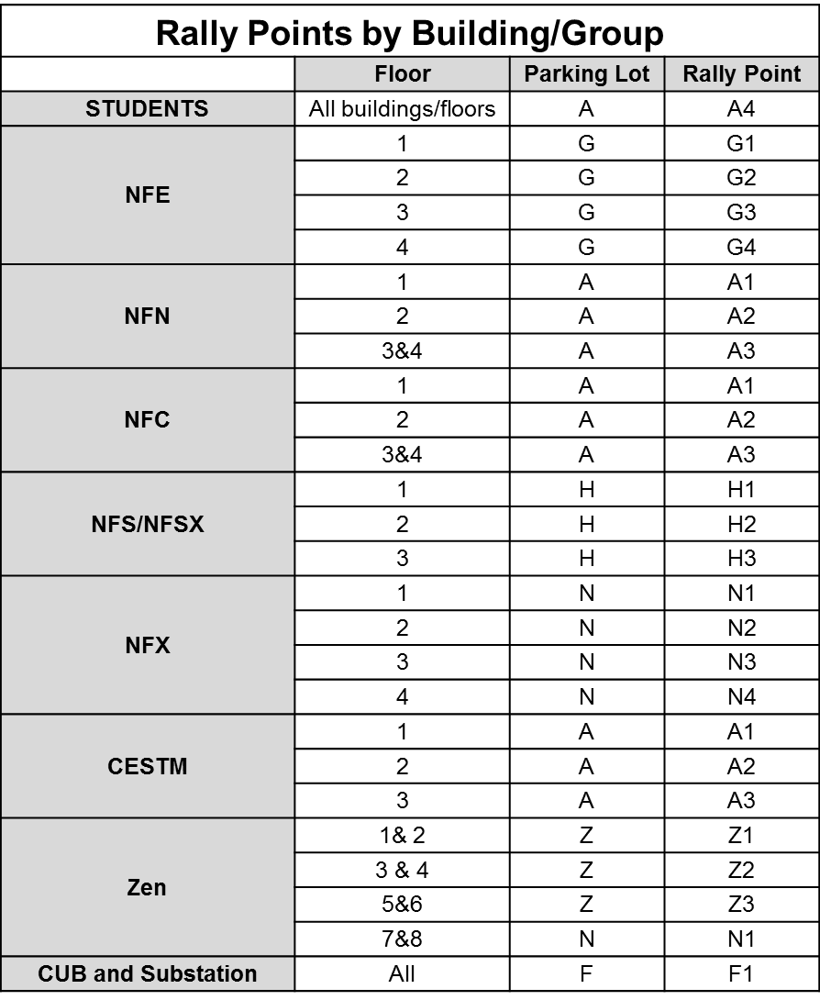 Rally Points by Building/Group
Floor Parking Lot Rally Point
STUDENTS All buildings/floors A A4
NFE
1 G G1
2 G G2
3 G G3
4 G G4
NFN
1 A A1
2 A A2
3&4 A A3
NFC
1 A A1
2 A A2
3&4 A A3
NFS/NFSX
1 H H1
2 H H2
3 H H3
NFX
1 N N1
2 N N2
3 N N3
4 N N4
CESTM
1 A A1
2 A A2
3 A A3
Zen
1& 2 Z Z1
3 & 4 Z Z2
5&6 Z Z3
7&8 N N1
CUB and Substation All F F1